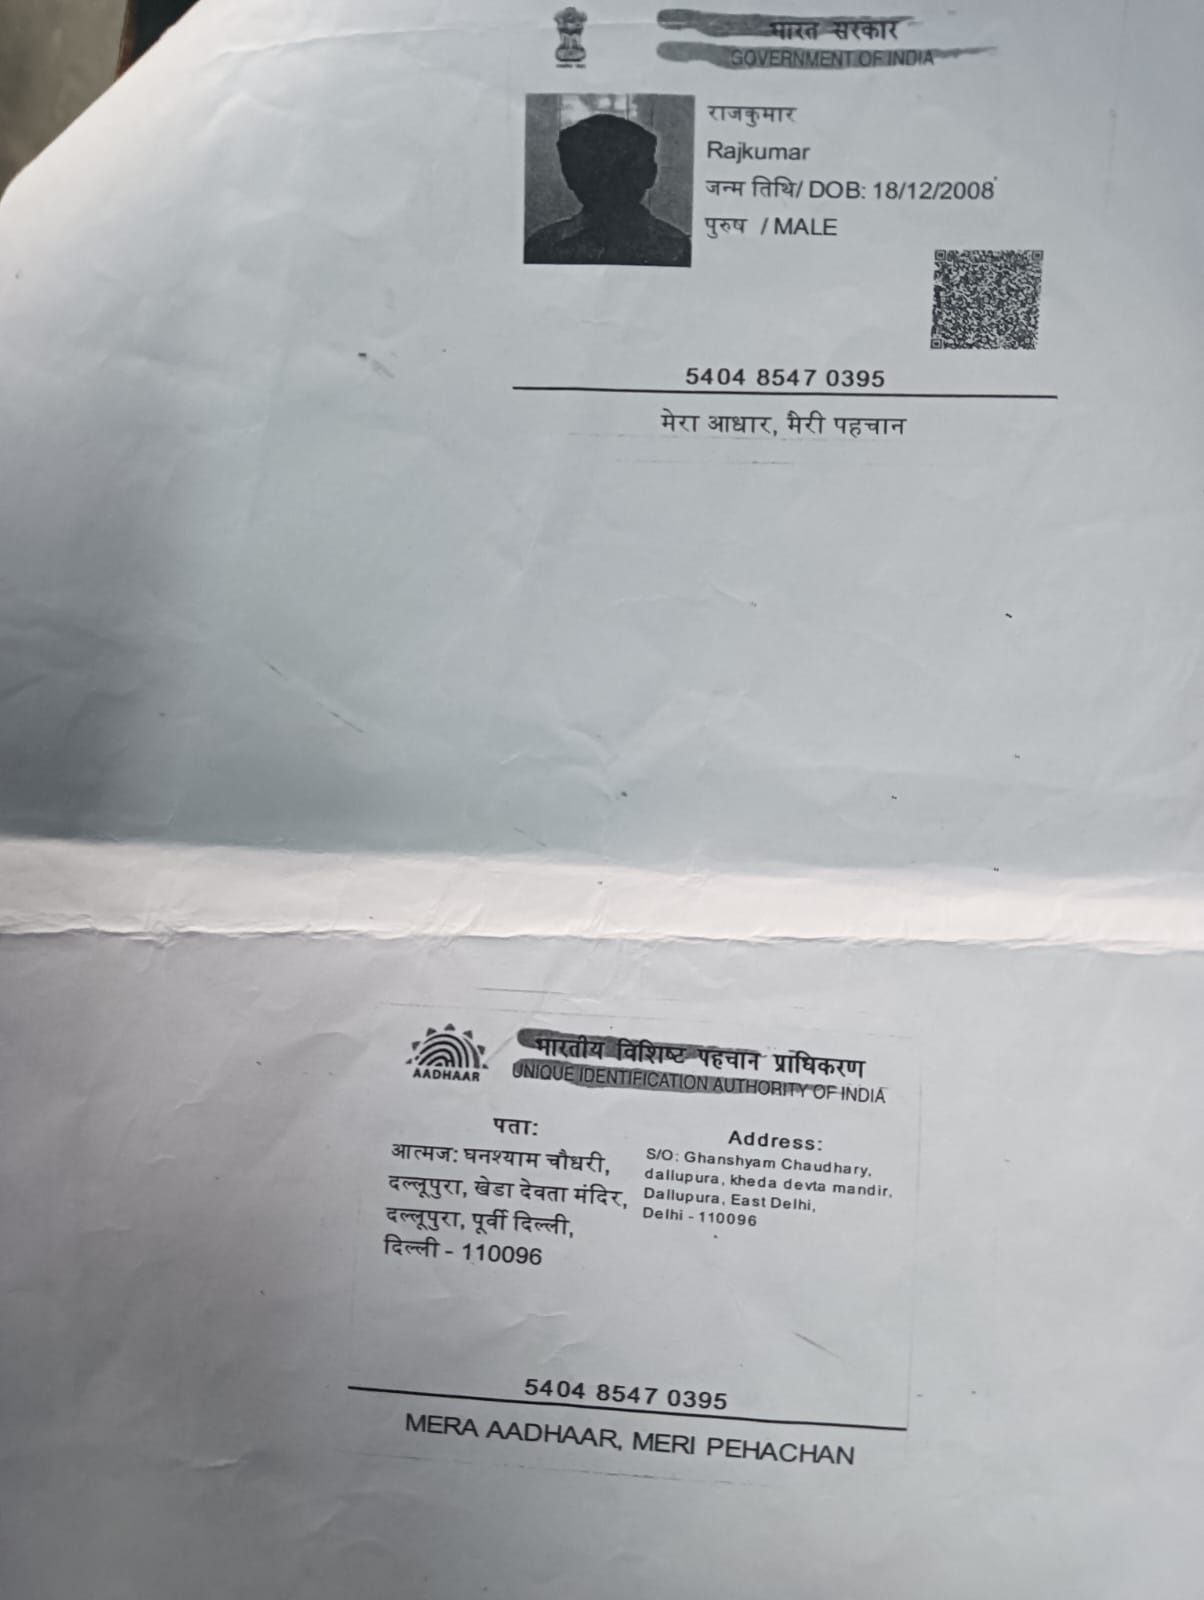 भारत सरकार
GOVERNMENT OF INDIA
राजकुमार
Rajkumar
जन्म तिथि/ DOB: 18/12/2008
पुरुष / MALE
5404 8547 0395
मेरा आधार, मेरी पहचान
AADHAAR
भारतीय विशिष्ट पहचान प्राधिकरण
UNIQUE IDENTIFICATION AUTHORITY OF INDIA
पता:
आत्मज: घनश्याम चौधरी,
दल्लूपुरा, खेडा देवता मंदिर,
दल्लूपुरा, पूर्वी दिल्ली,
दिल्ली - 110096
Address:
S/O: Ghanshyam Chaudhary,
dallupura, kheda devta mandir,
Dallupura, East Delhi,
Delhi - 110096
5404 8547 0395
MERA AADHAAR, MERI PEHACHAN